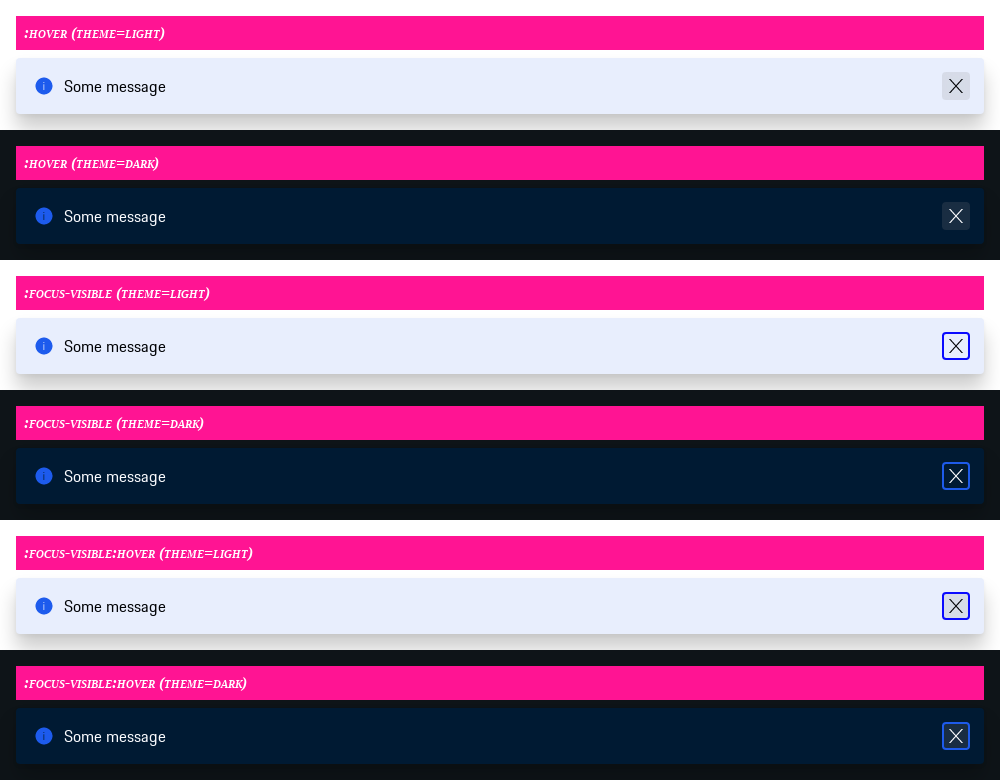 :hover (theme=light)
Some message
:hover (theme=dark)
Some message
:focus-visible (theme=light)
Some message
:focus-visible (theme=dark)
Some message
:focus-visible:hover (theme=light)
Some message
:focus-visible:hover (theme=dark)
Some message